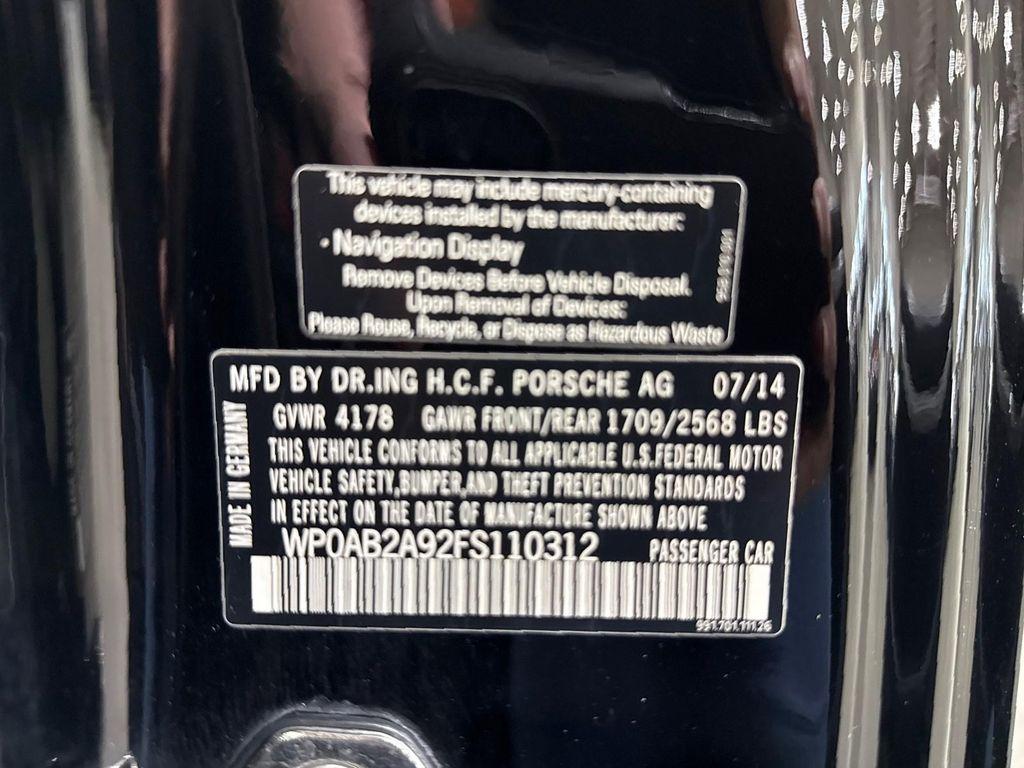 This vehicle may include mercury-containing
devices installed by the manufacturer:
• Navigation Display
Remove Devices Before Vehicle Disposal.
Upon Removal of Devices:
Please Reuse, Recycle, or Dispose as Hazardous Waste
MFD BY DR.ING H.C.F. PORSCHE AG 07/14
GVWR 4178 GAWR FRONT/REAR 1709/2568 LBS
THIS VEHICLE CONFORMS TO ALL APPLICABLE U.S.FEDERAL MOTOR
VEHICLE SAFETY,BUMPER,AND THEFT PREVENTION STANDARDS
IN EFFECT ON THE DATE OF MANUFACTURE SHOWN ABOVE
MADE IN GERMANY
WP0AB2A92FS110312 PASSENGER CAR
991.701.111.26